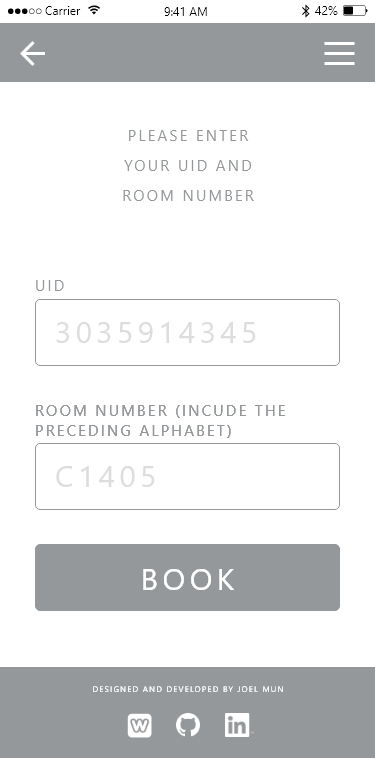 Carrier 9:41 AM 42%
PLEASE ENTER
YOUR UID AND
ROOM NUMBER
UID
3035914345
ROOM NUMBER (INCUDE THE
PRECEDING ALPHABET)
C1405
BOOK
DESIGNED AND DEVELOPED BY JOEL MUN
W in